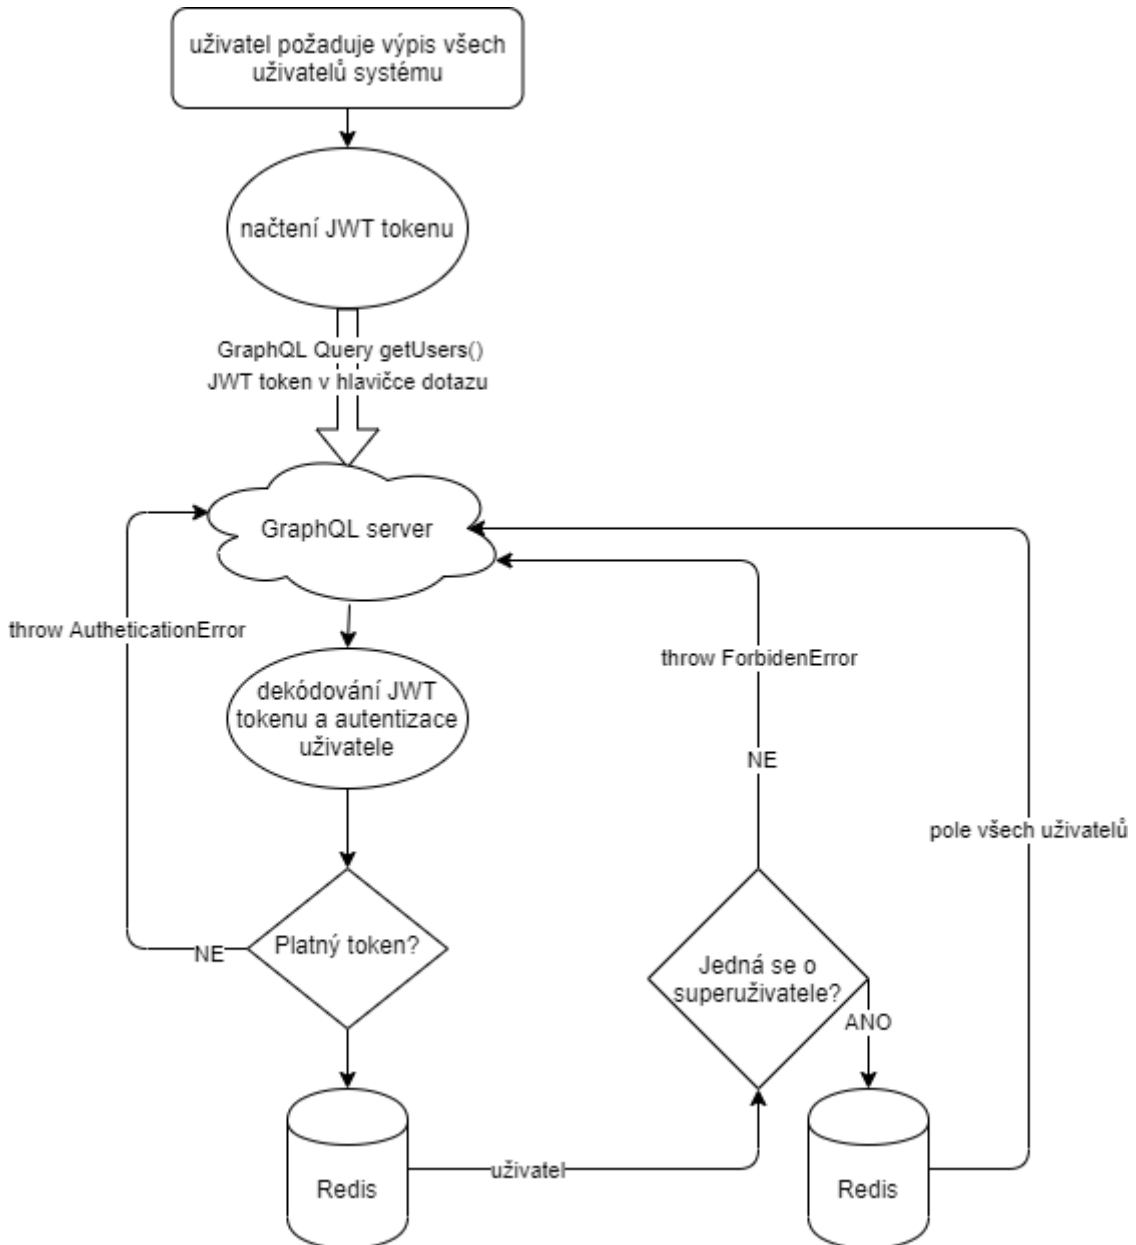 uživatel požaduje výpis všech
uživatelů systému
načtení JWT tokenu
GraphQL Query getUsers()
JWT token v hlavičce dotazu
GraphQL server
throw AutheticationError
throw ForbidenError
dekódování JWT
tokenu a autentizace
uživatele
NE
pole všech uživatelů
Platný token?
NE
Jedná se o
superuživatele?
ANO
uživatel
Redis
Redis